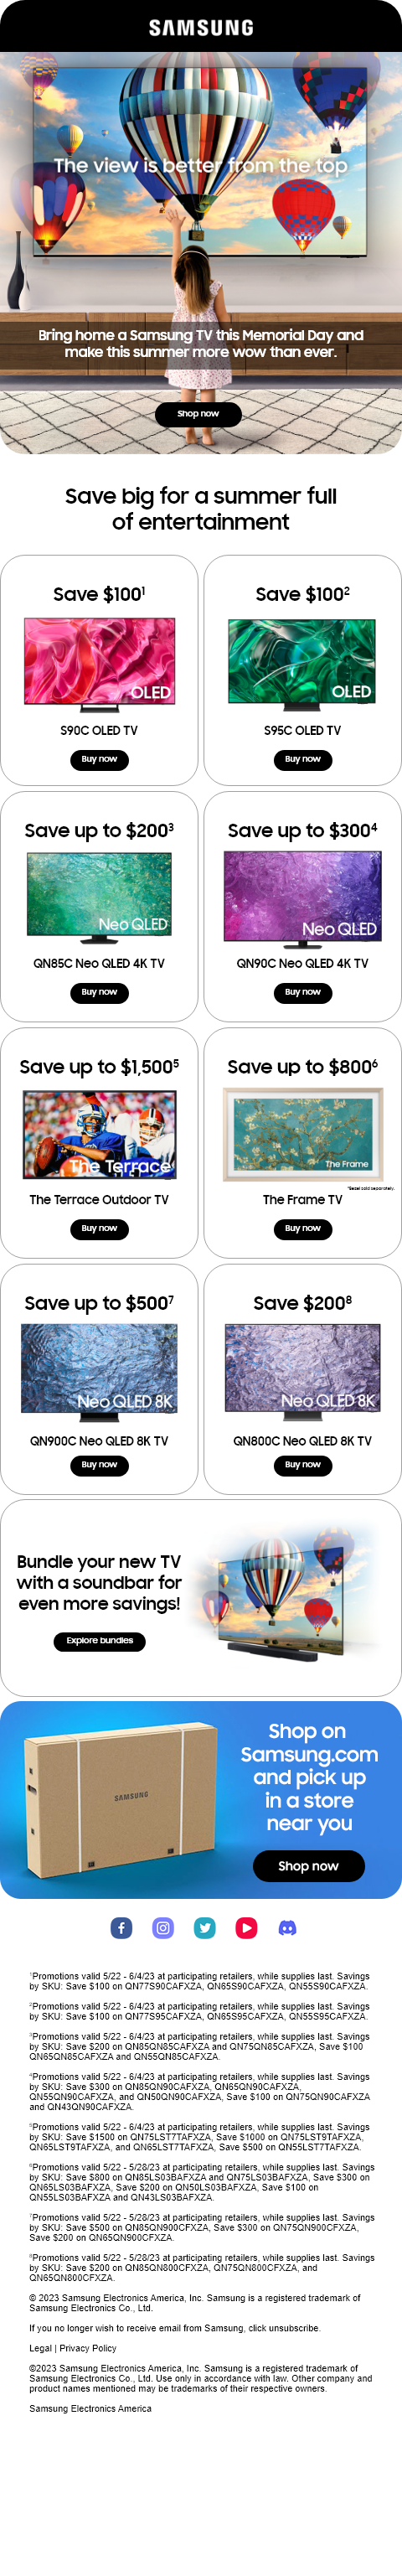 SAMSUNG
The view is better from the top
Bring home a Samsung TV this Memorial Day and
make this summer more wow than ever.
Shop now
Save big for a summer full
of entertainment
Save $100¹
OLED
S90C OLED TV
Buy now
Save $100²
OLED
S95C OLED TV
Buy now
Save up to $200³
Neo QLED
QN85C Neo QLED 4K TV
Buy now
Save up to $300⁴
Neo QLED
QN90C Neo QLED 4K TV
Buy now
Save up to $1,500⁵
The Terrace
The Terrace Outdoor TV
Buy now
Save up to $800⁶
The Frame
*Bezel sold separately.
The Frame TV
Buy now
Save up to $500⁷
Neo QLED 8K
QN900C Neo QLED 8K TV
Buy now
Save $200⁸
Neo QLED 8K
QN800C Neo QLED 8K TV
Buy now
Bundle your new TV
with a soundbar for
even more savings!
Explore bundles
SAMSUNG
Shop on
Samsung.com
and pick up
in a store
near you
Shop now
¹Promotions valid 5/22 - 6/4/23 at participating retailers, while supplies last. Savings
by SKU: Save $100 on QN77S90CAFXZA, QN65S90CAFXZA, QN55S90CAFXZA.
²Promotions valid 5/22 - 6/4/23 at participating retailers, while supplies last. Savings
by SKU: Save $100 on QN77S95CAFXZA, QN65S95CAFXZA, QN55S95CAFXZA.
³Promotions valid 5/22 - 6/4/23 at participating retailers, while supplies last. Savings
by SKU: Save $200 on QN85QN85CAFXZA and QN75QN85CAFXZA, Save $100
QN65QN85CAFXZA and QN55QN85CAFXZA.
⁴Promotions valid 5/22 - 6/4/23 at participating retailers, while supplies last. Savings
by SKU: Save $300 on QN85QN90CAFXZA, QN65QN90CAFXZA,
QN55QN90CAFXZA, and QN50QN90CAFXZA, Save $100 on QN75QN90CAFXZA
and QN43QN90CAFXZA.
⁵Promotions valid 5/22 - 6/4/23 at participating retailers, while supplies last. Savings
by SKU: Save $1500 on QN75LST7TAFXZA, Save $1000 on QN75LST9TAFXZA,
QN65LST9TAFXZA, and QN65LST7TAFXZA, Save $500 on QN55LST7TAFXZA.
⁶Promotions valid 5/22 - 5/28/23 at participating retailers, while supplies last. Savings
by SKU: Save $800 on QN85LS03BAFXZA and QN75LS03BAFXZA, Save $300 on
QN65LS03BAFXZA, Save $200 on QN50LS03BAFXZA, Save $100 on
QN55LS03BAFXZA and QN43LS03BAFXZA.
⁷Promotions valid 5/22 - 5/28/23 at participating retailers, while supplies last. Savings
by SKU: Save $500 on QN85QN900CFXZA, Save $300 on QN75QN900CFXZA,
Save $200 on QN65QN900CFXZA.
⁸Promotions valid 5/22 - 5/28/23 at participating retailers, while supplies last. Savings
by SKU: Save $200 on QN85QN800CFXZA, QN75QN800CFXZA, and
QN65QN800CFXZA.
© 2023 Samsung Electronics America, Inc. Samsung is a registered trademark of
Samsung Electronics Co., Ltd.
If you no longer wish to receive email from Samsung, click unsubscribe.
Legal | Privacy Policy
©2023 Samsung Electronics America, Inc. Samsung is a registered trademark of
Samsung Electronics Co., Ltd. Use only in accordance with law. Other company and
product names mentioned may be trademarks of their respective owners.
Samsung Electronics America